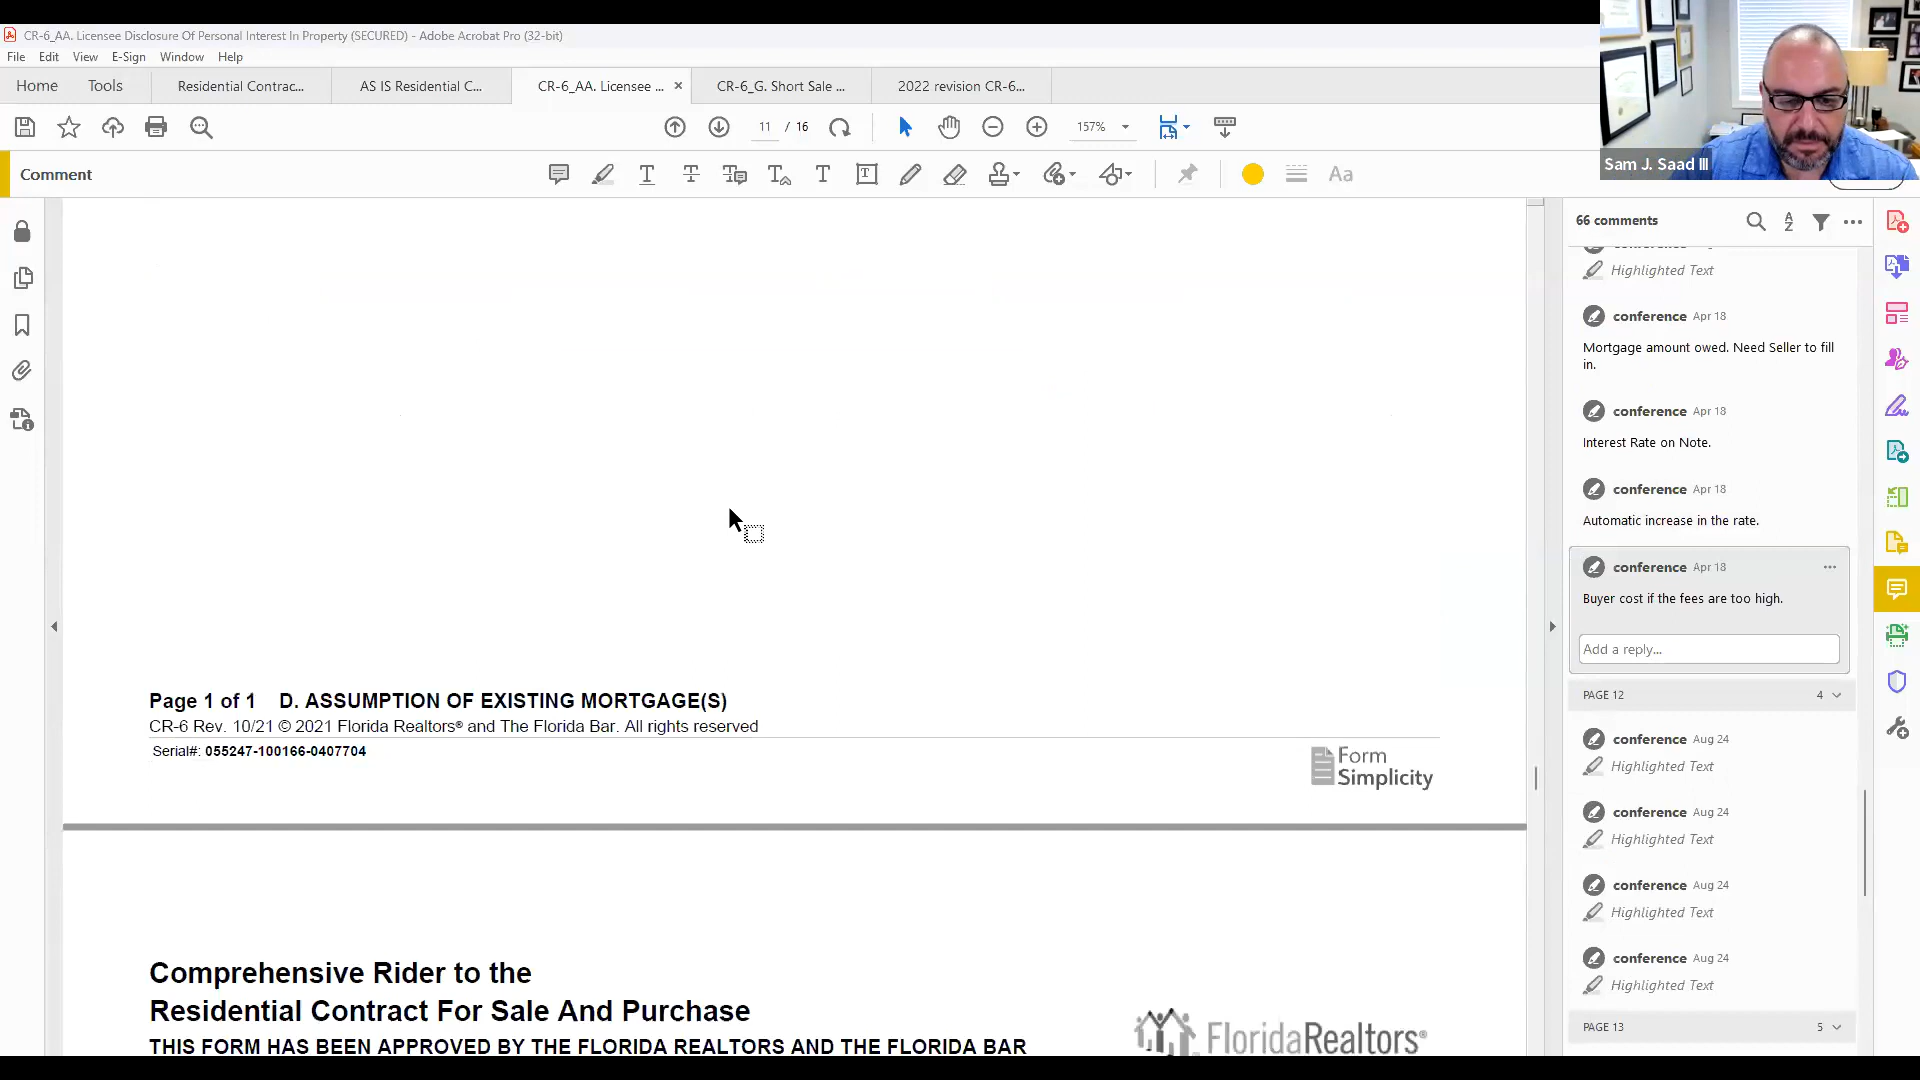 CR-6_AA. Licensee Disclosure Of Personal Interest In Property (SECURED) - Adobe Acrobat Pro (32-bit)
File Edit View E-Sign Window Help
Home Tools Residential Contrac... AS IS Residential C... CR-6_AA. Licensee ... × CR-6_G. Short Sale ... 2022 revision CR-6...
11 / 16 157%
Sam J. Saad III
Comment
Aa
66 comments
Highlighted Text
conference Apr 18
Mortgage amount owed. Need Seller to fill
in.
conference Apr 18
Interest Rate on Note.
conference Apr 18
Automatic increase in the rate.
conference Apr 18 ...
Buyer cost if the fees are too high.
Add a reply...
PAGE 12 4
conference Aug 24
Highlighted Text
conference Aug 24
Highlighted Text
conference Aug 24
Highlighted Text
conference Aug 24
Highlighted Text
PAGE 13 5
Page 1 of 1 D. ASSUMPTION OF EXISTING MORTGAGE(S)
CR-6 Rev. 10/21 © 2021 Florida Realtors® and The Florida Bar. All rights reserved
Serial#: 055247-100166-0407704
Form
Simplicity
Comprehensive Rider to the
Residential Contract For Sale And Purchase
THIS FORM HAS BEEN APPROVED BY THE FLORIDA REALTORS AND THE FLORIDA BAR
FloridaRealtors®